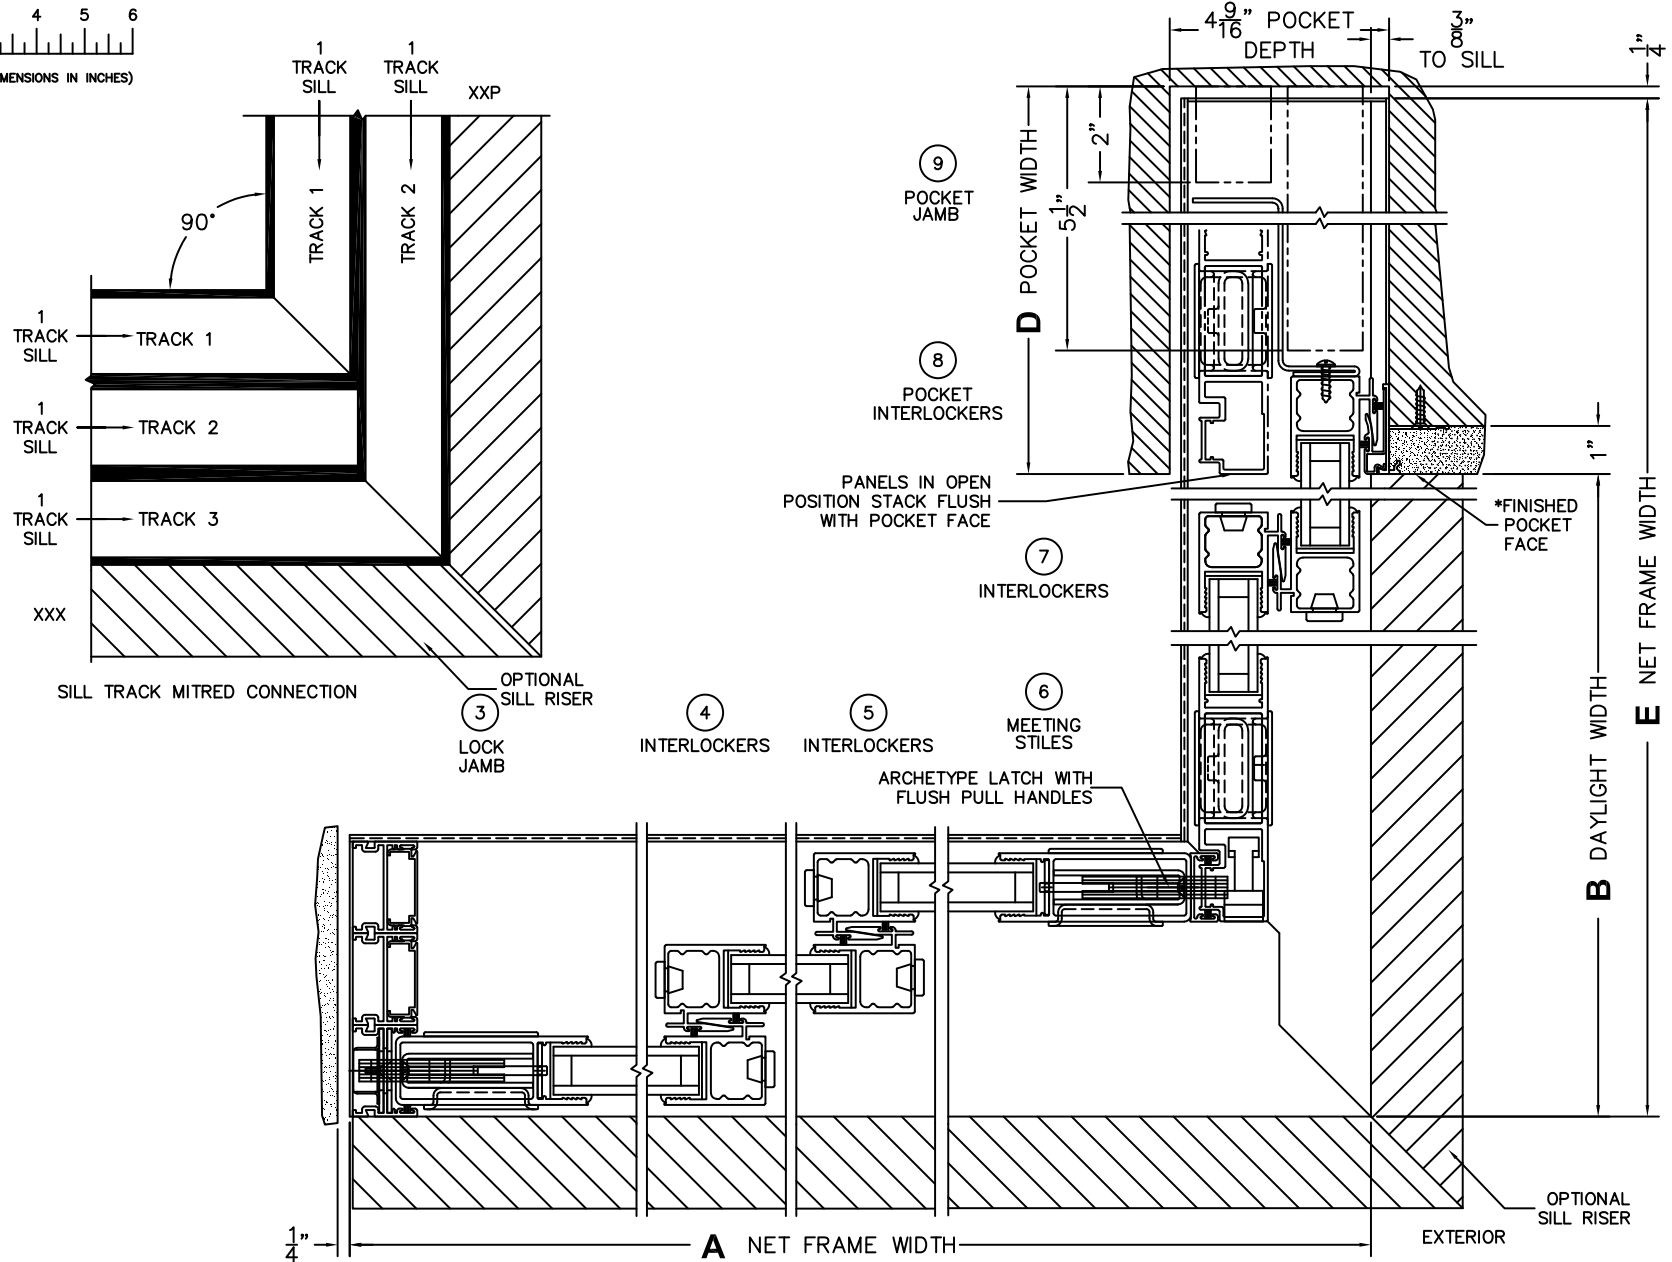 4 5 6
MENSIONS IN INCHES)
1
TRACK
SILL
1
TRACK
SILL
XXP
90°
TRACK 1
TRACK 2
1
TRACK
SILL
TRACK 1
1
TRACK
SILL
TRACK 2
1
TRACK
SILL
TRACK 3
XXX
OPTIONAL
SILL RISER
SILL TRACK MITRED CONNECTION
4 9/16" POCKET
DEPTH
3/8"
TO SILL
1/4"
9
POCKET
JAMB
D POCKET WIDTH
5 1/2"
2"
8
POCKET
INTERLOCKERS
1"
PANELS IN OPEN
POSITION STACK FLUSH
WITH POCKET FACE
*FINISHED
POCKET
FACE
7
INTERLOCKERS
E NET FRAME WIDTH
B DAYLIGHT WIDTH
3
LOCK
JAMB
4
INTERLOCKERS
5
INTERLOCKERS
6
MEETING
STILES
ARCHETYPE LATCH WITH
FLUSH PULL HANDLES
OPTIONAL
SILL RISER
EXTERIOR
1/4"
A NET FRAME WIDTH